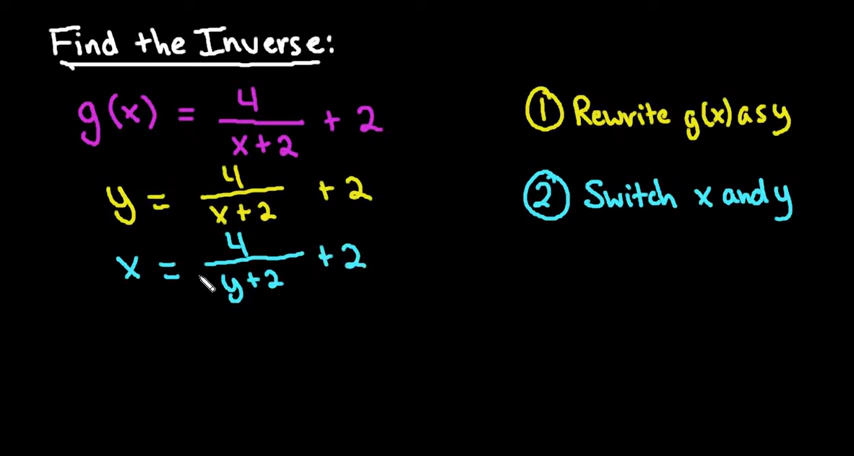 Find the Inverse:
g(x) = 4/(x+2) + 2
① Rewrite g(x) as y
y = 4/(x+2) + 2
② Switch x and y
x = 4/(y+2) + 2